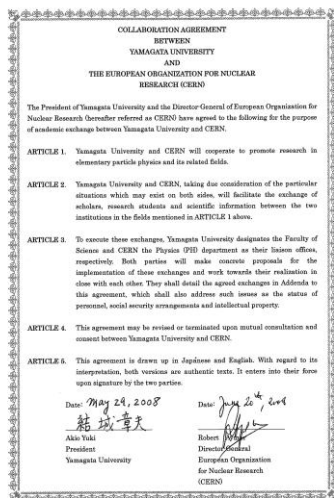 COLLABORATION AGREEMENT
BETWEEN
YAMAGATA UNIVERSITY
AND
THE EUROPEAN ORGANIZATION FOR NUCLEAR
RESEARCH (CERN)
The President of Yamagata University and the Director-General of European Organization for
Nuclear Research (hereafter referred as CERN) have agreed to the following for the purpose
of academic exchange between Yamagata University and CERN.
ARTICLE 1. Yamagata University and CERN will cooperate to promote research in
elementary particle physics and its related fields.
ARTICLE 2. Yamagata University and CERN, taking due consideration of the particular
situations which may exist on both sides, will facilitate the exchange of
scholars, research students and scientific information between the two
institutions in the fields mentioned in ARTICLE 1 above.
ARTICLE 3. To execute these exchanges, Yamagata University designates the Faculty of
Science and CERN the Physics (PH) department as their liaison offices,
respectively. Both parties will make concrete proposals for the
implementation of these exchanges and work towards their realization in
close with each other. They shall detail the agreed exchanges in Addenda to
this agreement, which shall also address such issues as the status of
personnel, social security arrangements and intellectual property.
ARTICLE 4. This agreement may be revised or terminated upon mutual consultation and
consent between Yamagata University and CERN.
ARTICLE 5. This agreement is drawn up in Japanese and English. With regard to its
interpretation, both versions are authentic texts. It enters into their force
upon signature by the two parties.
Date: May 29, 2008 Date: June 20th, 2008
結城章夫
Akio Yuki Robert
President Director General
Yamagata University European Organization
for Nuclear Research
(CERN)